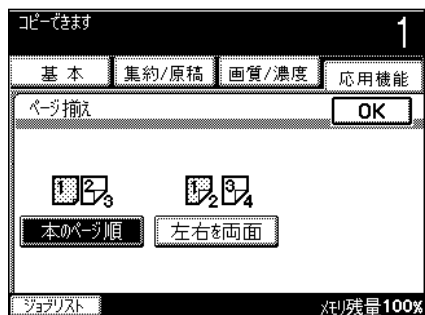 コピーできます
1
基本 集約/原稿 画質/濃度 応用機能
ページ揃え OK
1 2 3 1 2 3 4
本のページ順 左右を両面
ジョブリスト メモリ残量100%